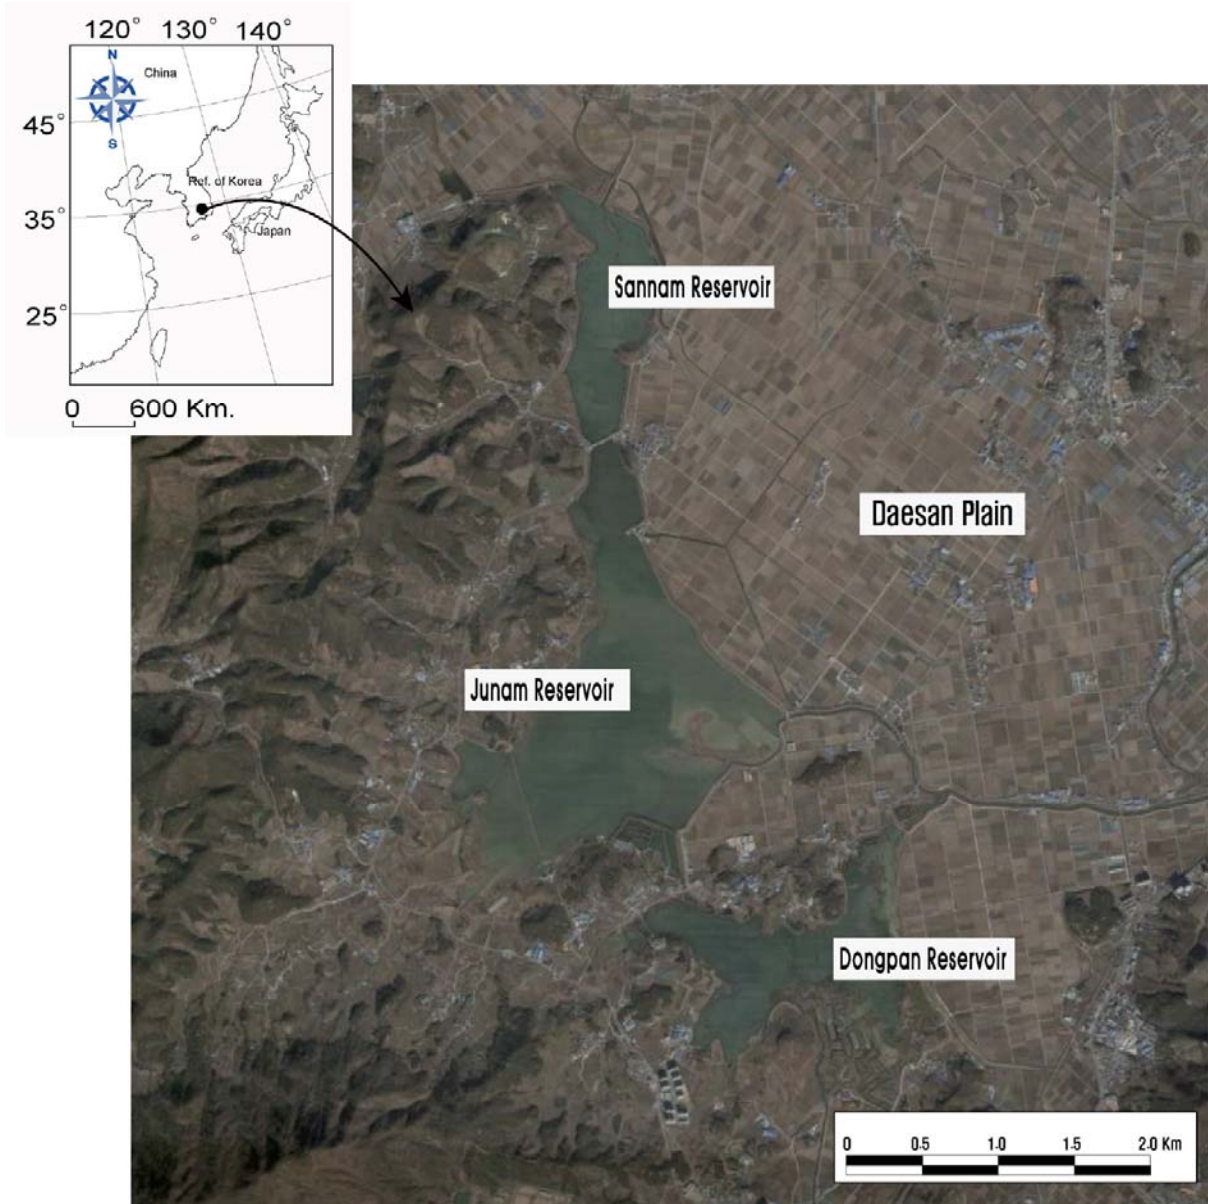 120° 130° 140°
N
China
45°
S
Ref. of Korea
35°
Japan
25°
0 600 Km.
Sannam Reservoir
Daesan Plain
Junam Reservoir
Dongpan Reservoir
0 0.5 1.0 1.5 2.0 Km